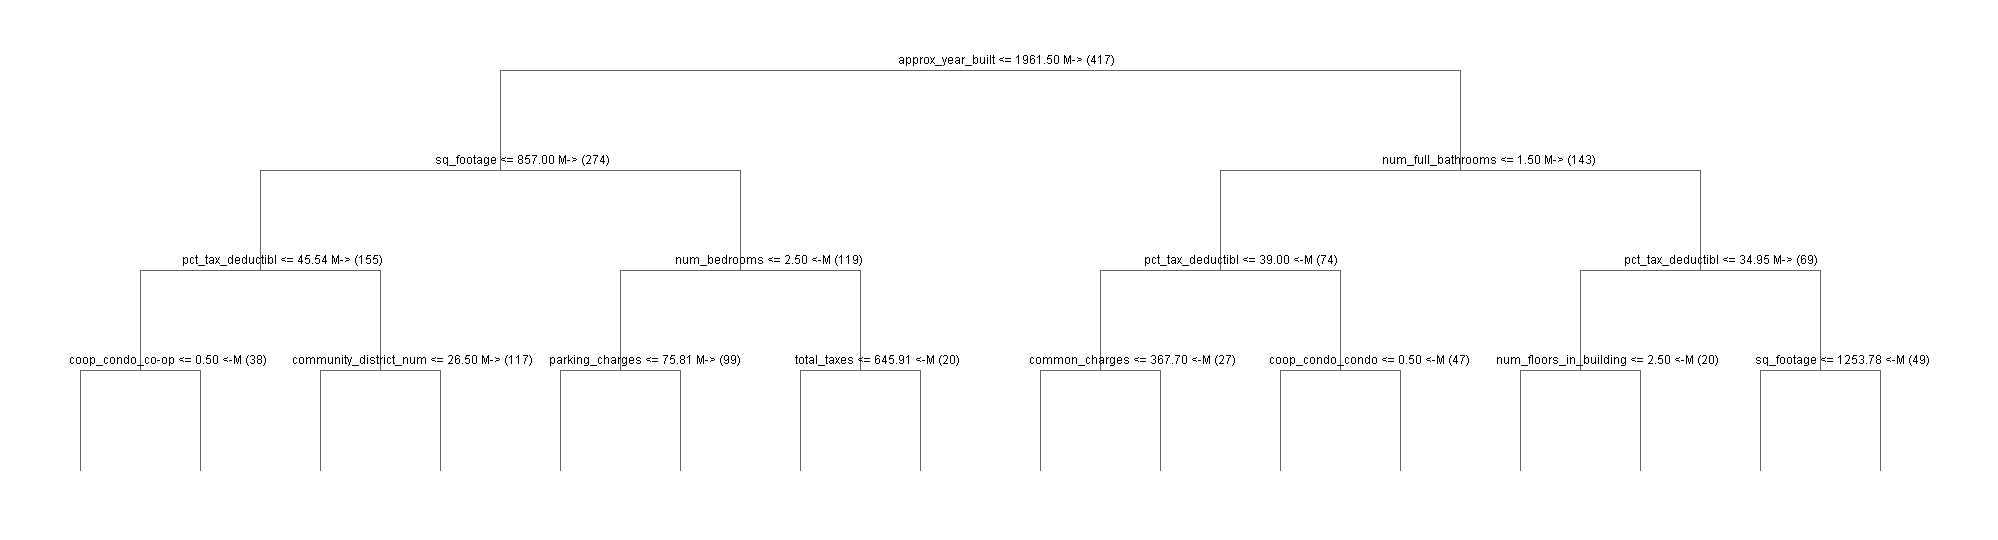 approx_year_built <= 1961.50 M-> (417)
sq_footage <= 857.00 M-> (274)
num_full_bathrooms <= 1.50 M-> (143)
pct_tax_deductibl <= 45.54 M-> (155)
num_bedrooms <= 2.50 <-M (119)
pct_tax_deductibl <= 39.00 <-M (74)
pct_tax_deductibl <= 34.95 M-> (69)
coop_condo_co-op <= 0.50 <-M (38)
community_district_num <= 26.50 M-> (117)
parking_charges <= 75.81 M-> (99)
total_taxes <= 645.91 <-M (20)
common_charges <= 367.70 <-M (27)
coop_condo_condo <= 0.50 <-M (47)
num_floors_in_building <= 2.50 <-M (20)
sq_footage <= 1253.78 <-M (49)